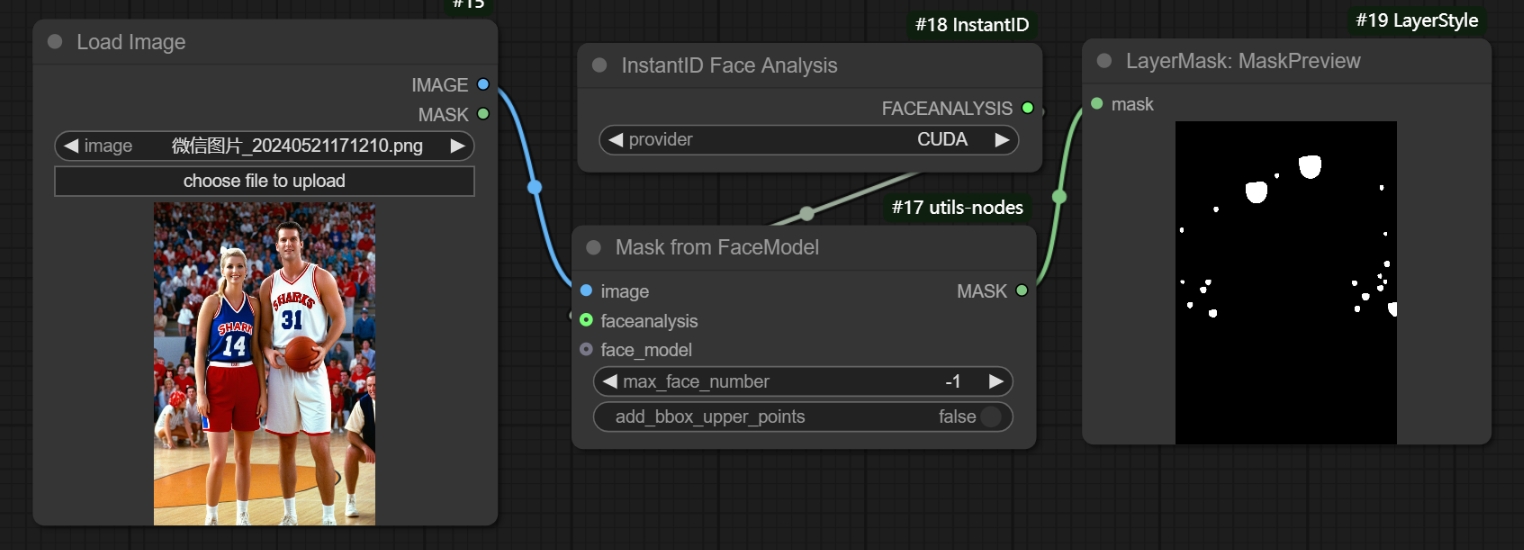 #15
Load Image
IMAGE
MASK
image 微信图片_20240521171210.png
choose file to upload
SHARK
14
SHARKS
31
#18 InstantID
InstantID Face Analysis
FACEANALYSIS
provider CUDA
#17 utils-nodes
Mask from FaceModel
image MASK
faceanalysis
face_model
max_face_number -1
add_bbox_upper_points false
#19 LayerStyle
LayerMask: MaskPreview
mask